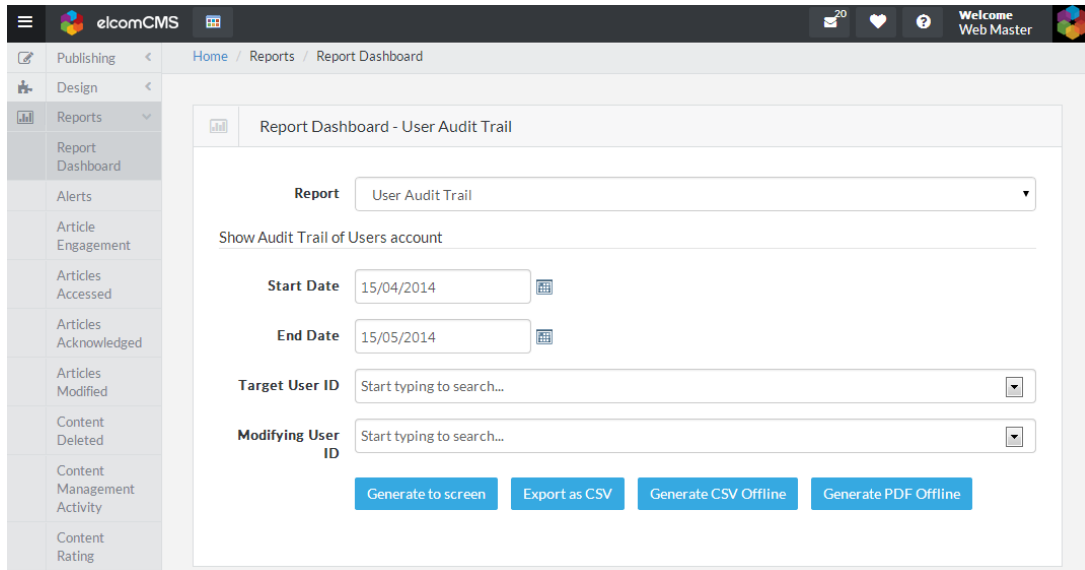 elcomCMS
20
Welcome
Web Master
Publishing
Design
Reports
Report
Dashboard
Alerts
Article
Engagement
Articles
Accessed
Articles
Acknowledged
Articles
Modified
Content
Deleted
Content
Management
Activity
Content
Rating
Home / Reports / Report Dashboard
Report Dashboard - User Audit Trail
Report User Audit Trail
Show Audit Trail of Users account
Start Date 15/04/2014
End Date 15/05/2014
Target User ID Start typing to search...
Modifying User Start typing to search...
ID
Generate to screen Export as CSV Generate CSV Offline Generate PDF Offline